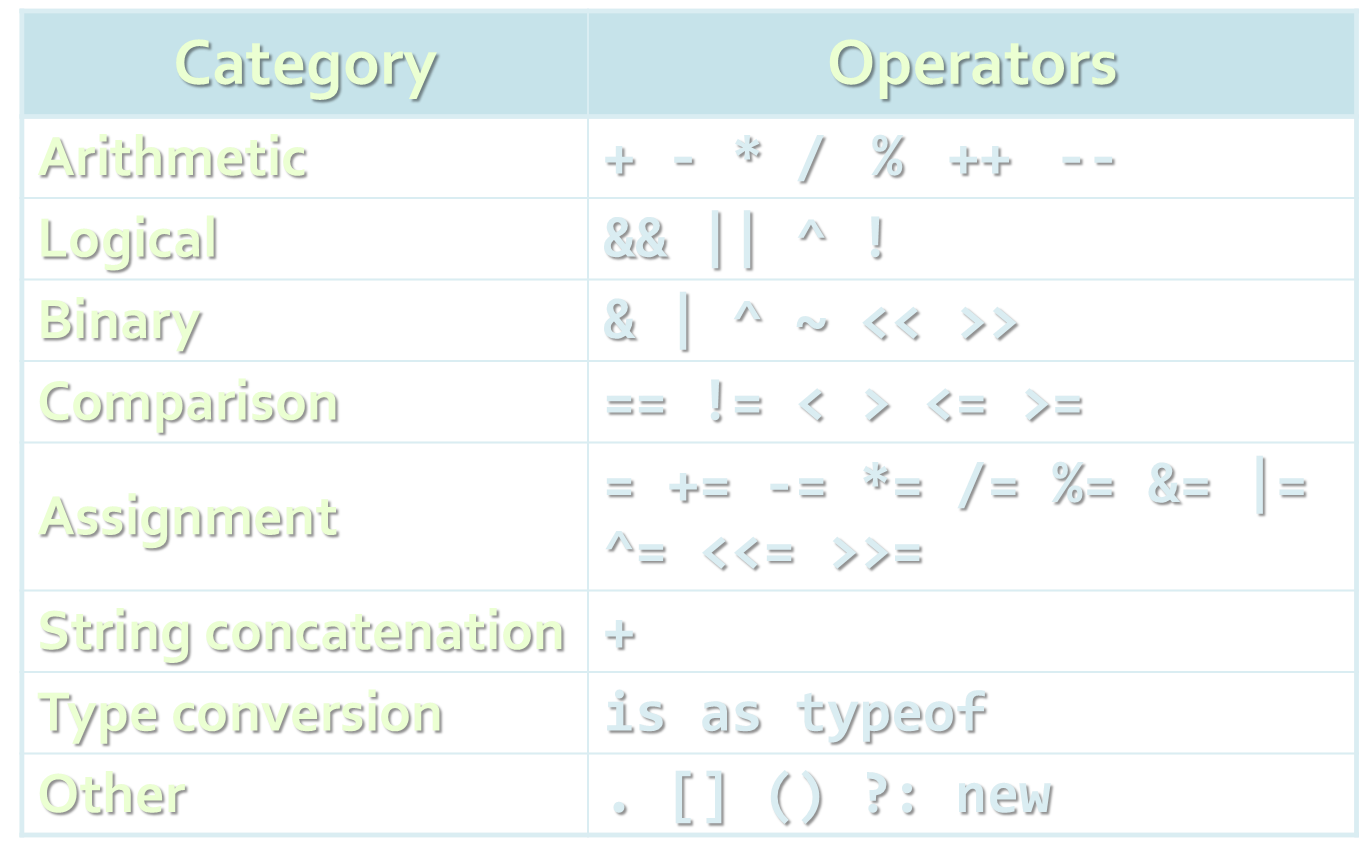 Category Operators
Arithmetic + - * / % ++ --
Logical && || ^ !
Binary & | ^ ~ << >>
Comparison == != < > <= >=
Assignment = += -= *= /= %= &= |=
^= <<= >>=
String concatenation +
Type conversion is as typeof
Other . [] () ?: new